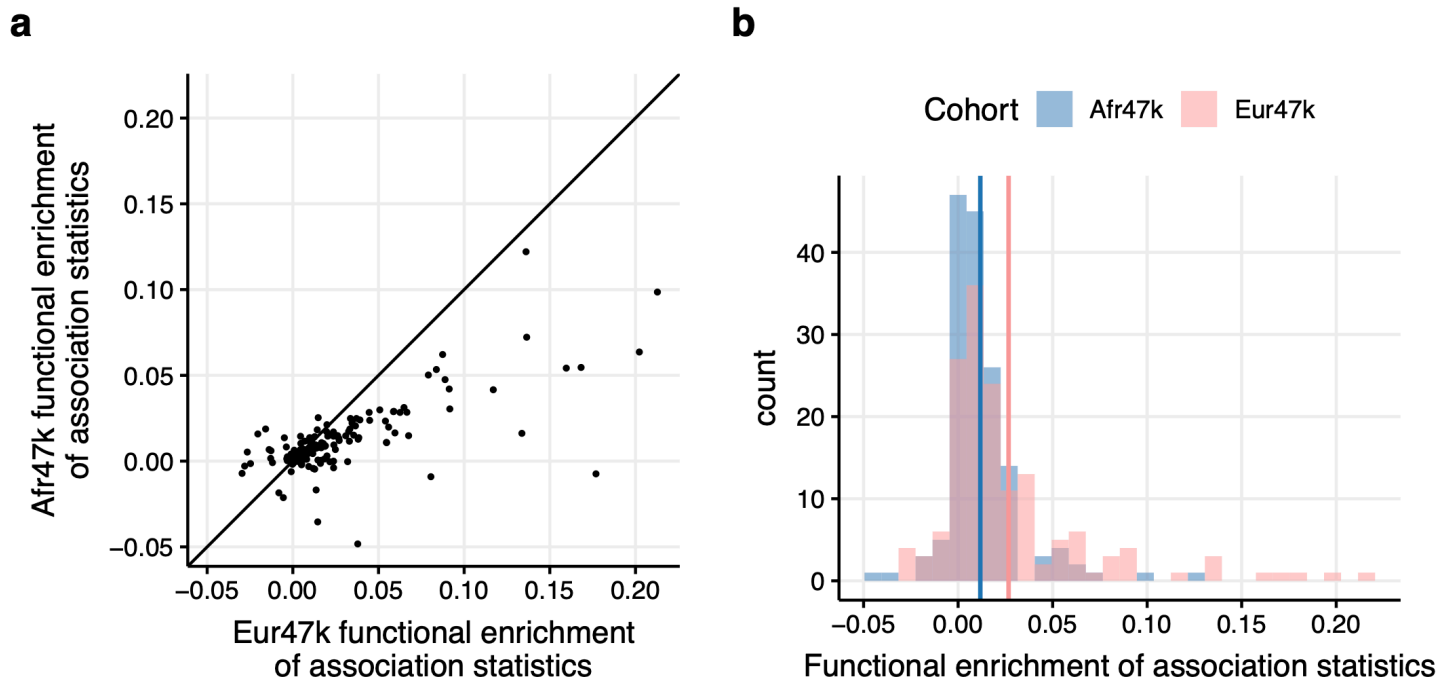 a
Afr47k functional enrichment
of association statistics
0.20
0.15
0.10
0.05
0.00
−0.05
−0.05 0.00 0.05 0.10 0.15 0.20
Eur47k functional enrichment
of association statistics
b
Cohort Afr47k Eur47k
count
40
30
20
10
0
−0.05 0.00 0.05 0.10 0.15 0.20
Functional enrichment of association statistics